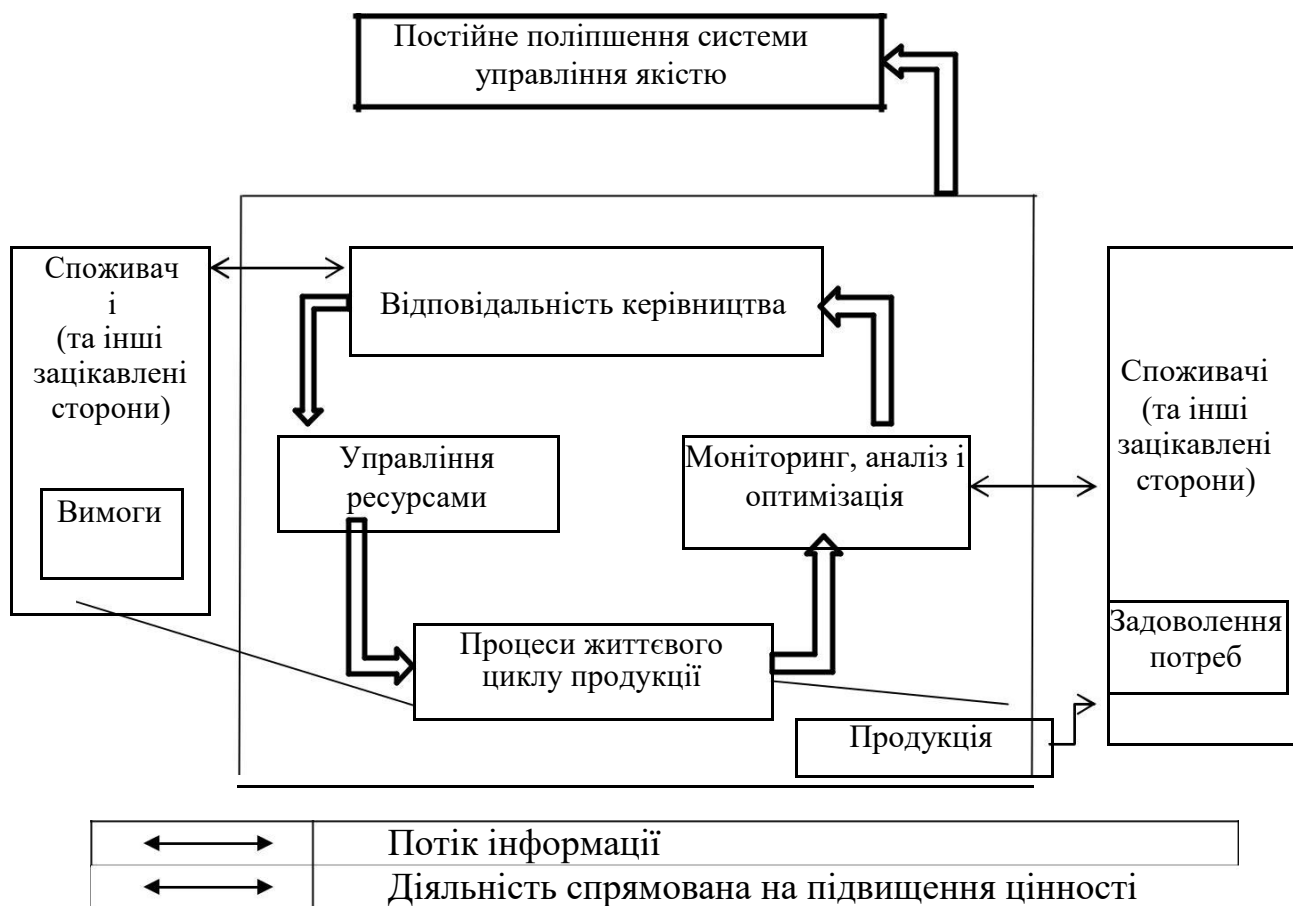 Постійне поліпшення системи
управління якістю
Споживач
і
(та інші
зацікавлені
сторони)
Вимоги
Відповідальність керівництва
Управління
ресурсами
Моніторинг, аналіз і
оптимізація
Процеси життєвого
циклу продукції
Продукція
Споживачі
(та інші
зацікавлені
сторони)
Задоволення
потреб
Потік інформації
Діяльність спрямована на підвищення цінності